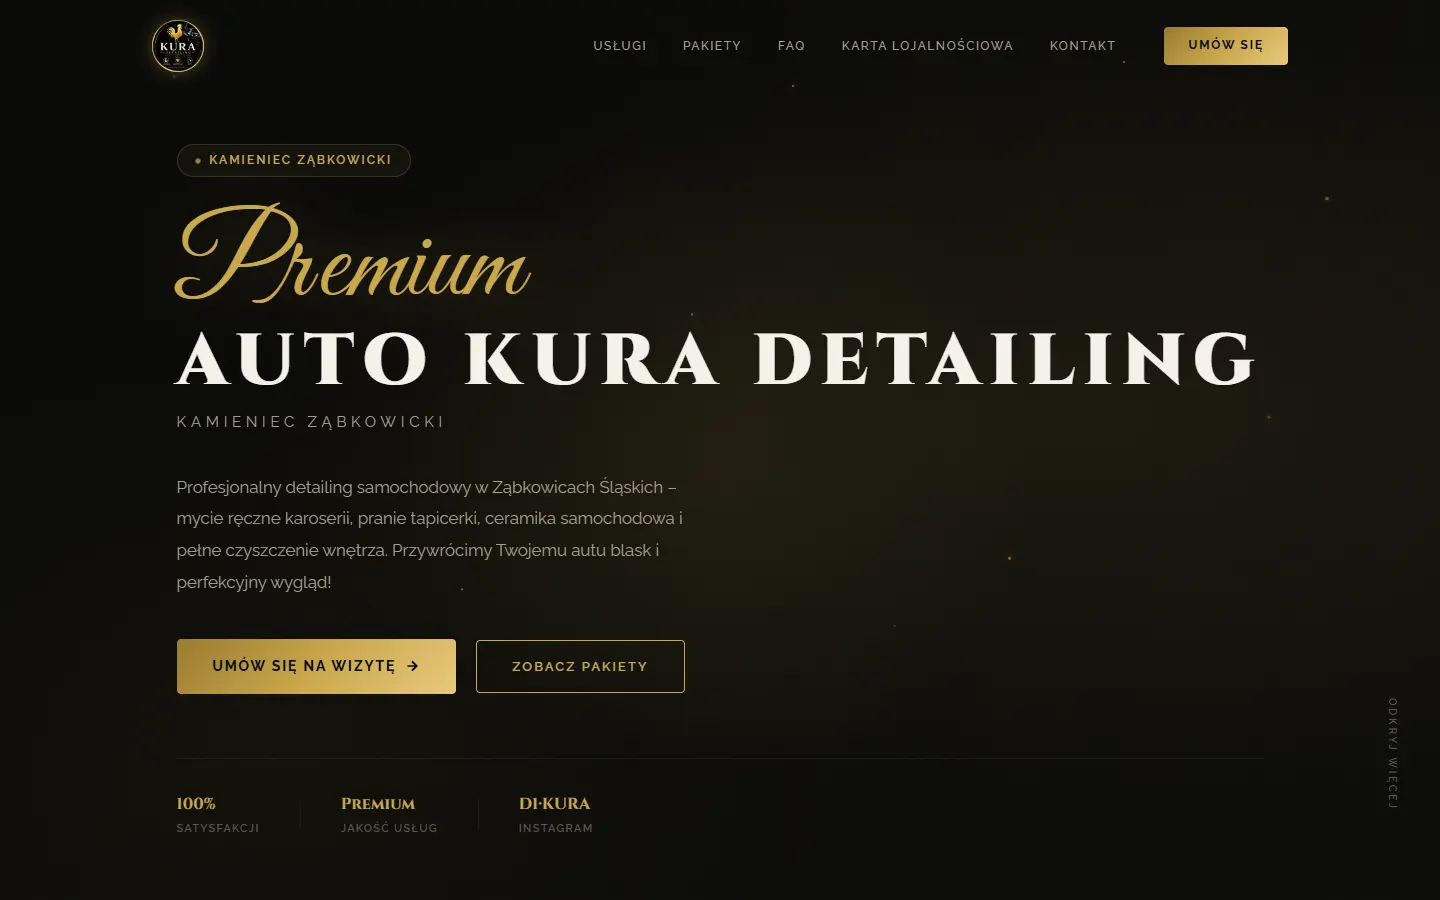 KURA
USŁUGI
PAKIETY
FAQ
KARTA LOJALNOŚCIOWA
KONTAKT
UMÓW SIĘ
KAMIENIEC ZĄBKOWICKI
Premium
AUTO KURA DETAILING
KAMIENIEC ZĄBKOWICKI
Profesjonalny detailing samochodowy w Ząbkowicach Śląskich –
mycie ręczne karoserii, pranie tapicerki, ceramika samochodowa i
pełne czyszczenie wnętrza. Przywrócimy Twojemu autu blask i
perfekcyjny wygląd!
UMÓW SIĘ NA WIZYTĘ →
ZOBACZ PAKIETY
ODKRYJ WIĘCEJ
100%
SATYSFAKCJI
Premium
JAKOŚĆ USŁUG
D1·KURA
INSTAGRAM